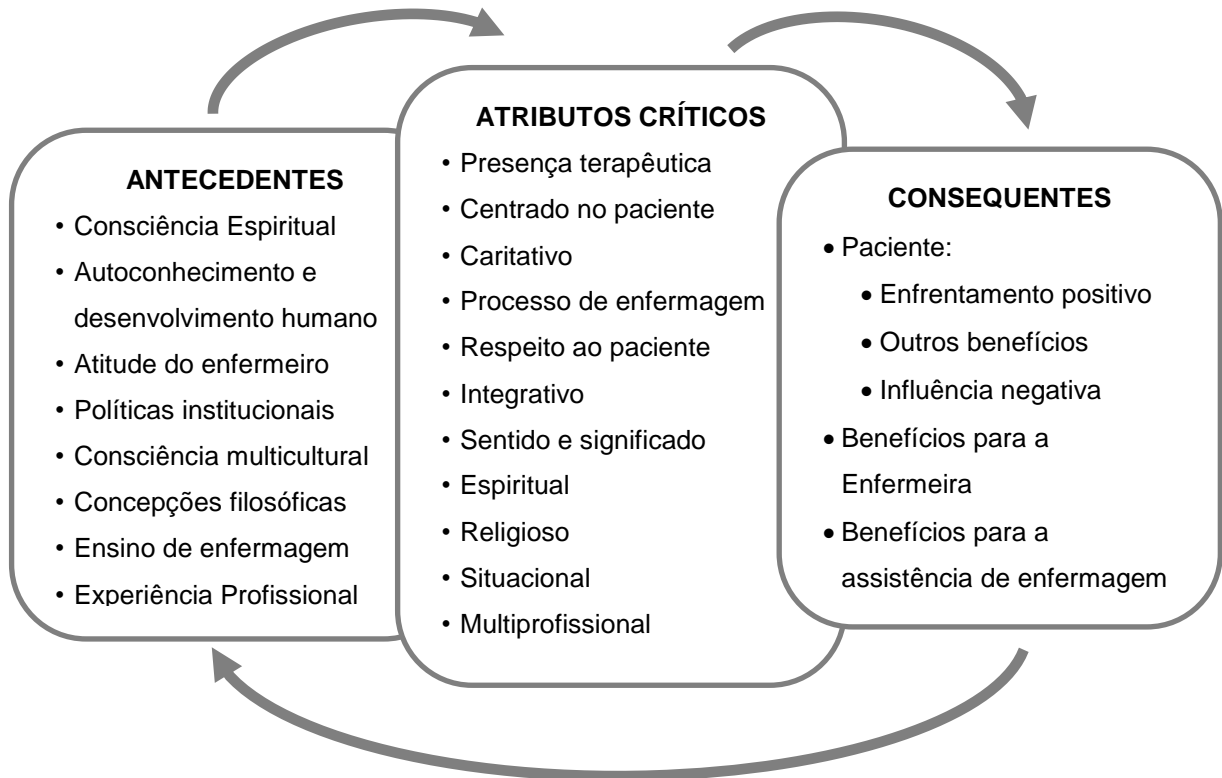 ANTECEDENTES
• Consciência Espiritual
• Autoconhecimento e
desenvolvimento humano
• Atitude do enfermeiro
• Políticas institucionais
• Consciência multicultural
• Concepções filosóficas
• Ensino de enfermagem
• Experiência Profissional
ATRIBUTOS CRÍTICOS
• Presença terapêutica
• Centrado no paciente
• Caritativo
• Processo de enfermagem
• Respeito ao paciente
• Integrativo
• Sentido e significado
• Espiritual
• Religioso
• Situacional
• Multiprofissional
CONSEQUENTES
• Paciente:
• Enfrentamento positivo
• Outros benefícios
• Influência negativa
• Benefícios para a
Enfermeira
• Benefícios para a
assistência de enfermagem